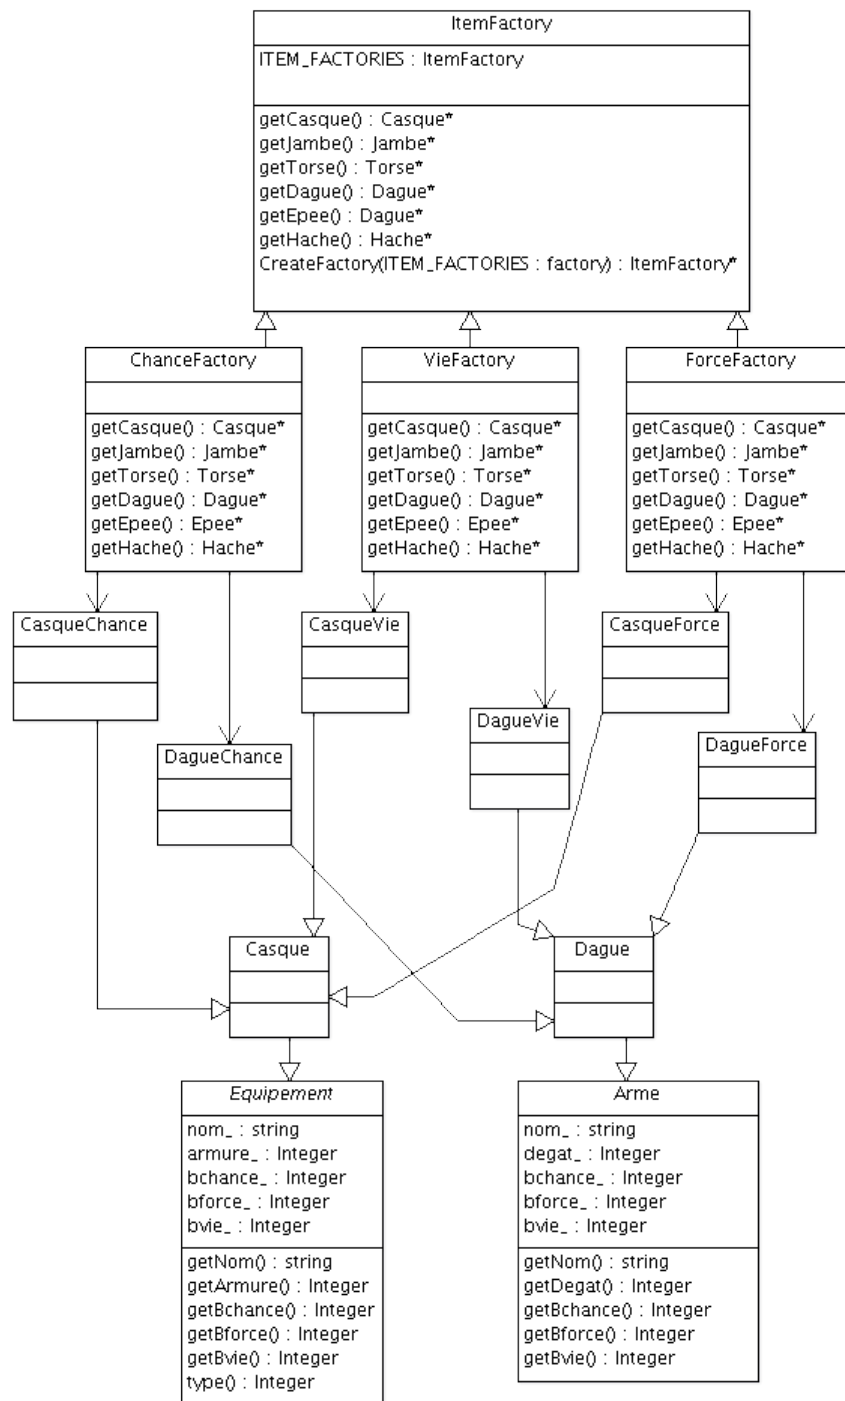 ItemFactory
ITEM_FACTORIES : ItemFactory
getCasque() : Casque*
getJambe() : Jambe*
getTorse() : Torse*
getDague() : Dague*
getEpee() : Dague*
getHache() : Hache*
CreateFactory(ITEM_FACTORIES : factory) : ItemFactory*
ChanceFactory
getCasque() : Casque*
getJambe() : Jambe*
getTorse() : Torse*
getDague() : Dague*
getEpee() : Epee*
getHache() : Hache*
VieFactory
getCasque() : Casque*
getJambe() : Jambe*
getTorse() : Torse*
getDague() : Dague*
getEpee() : Epee*
getHache() : Hache*
ForceFactory
getCasque() : Casque*
getJambe() : Jambe*
getTorse() : Torse*
getDague() : Dague*
getEpee() : Epee*
getHache() : Hache*
CasqueChance
CasqueVie
CasqueForce
DagueChance
DagueVie
DagueForce
Casque
Dague
Equipement
nom_ : string
armure_ : Integer
bchance_ : Integer
bforce_ : Integer
bvie_ : Integer
getNom() : string
getArmure() : Integer
getBchance() : Integer
getBforce() : Integer
getBvie() : Integer
type() : Integer
Arme
nom_ : string
degat_ : Integer
bchance_ : Integer
bforce_ : Integer
bvie_ : Integer
getNom() : string
getDegat() : Integer
getBchance() : Integer
getBforce() : Integer
getBvie() : Integer